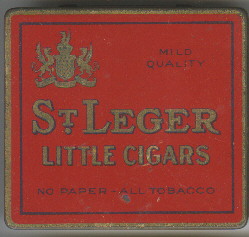 MILD
QUALITY
ST LEGER
LITTLE CIGARS
NO PAPER - ALL TOBACCO